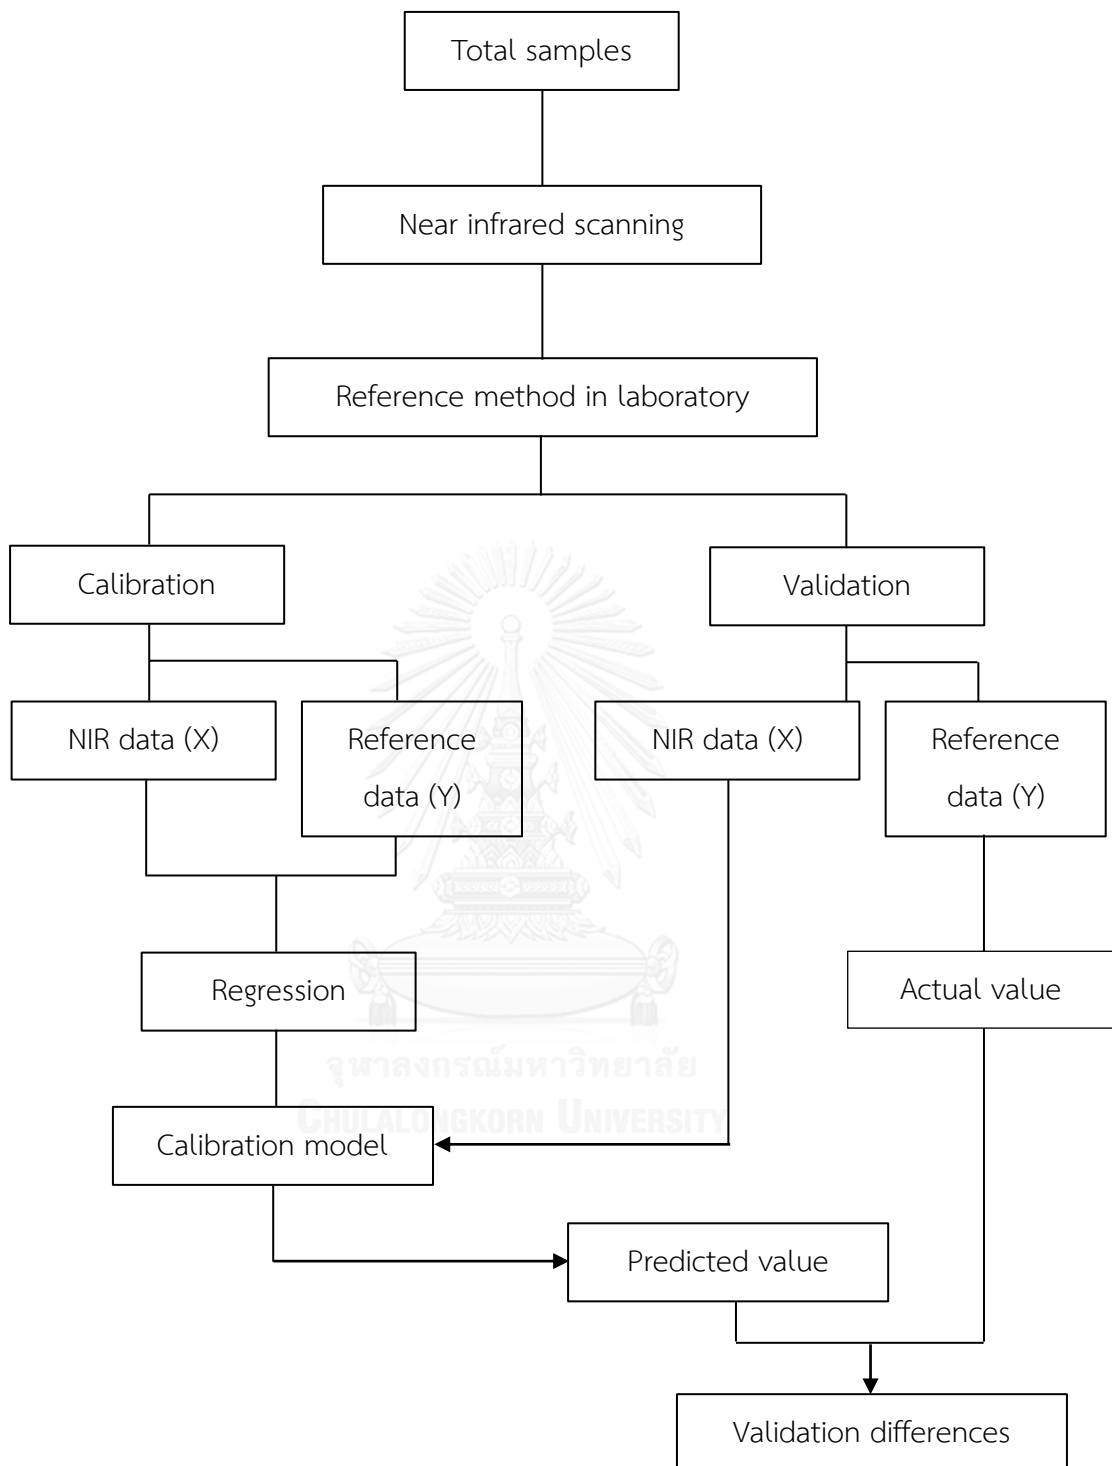 Total samples
Near infrared scanning
Reference method in laboratory
Calibration
Validation
NIR data (X)
Reference
data (Y)
NIR data (X)
Reference
data (Y)
Regression
Actual value
จุฬาลงกรณ์มหาวิทยาลัย
CHULALONGKORN UNIVERSITY
Calibration model
Predicted value
Validation differences